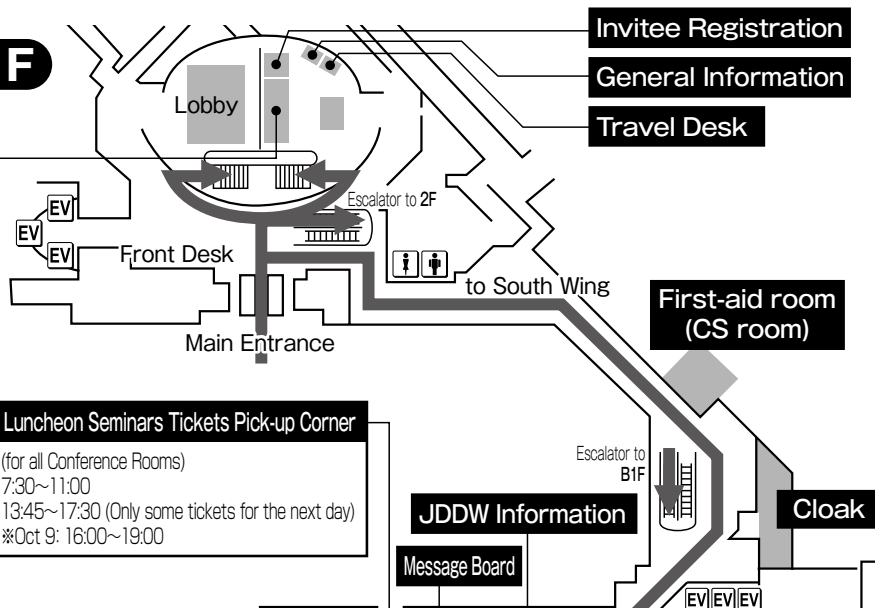 Invitee Registration
F
General Information
Lobby
Travel Desk
Escalator to 2F
EV
EV
EV
Front Desk
to South Wing
First-aid room
(CS room)
Main Entrance
Luncheon Seminars Tickets Pick-up Corner
(for all Conference Rooms)
7:30~11:00
13:45~17:30 (Only some tickets for the next day)
※Oct 9: 16:00~19:00
Escalator to
B1F
JDDW Information
Cloak
Message Board
EV EV EV